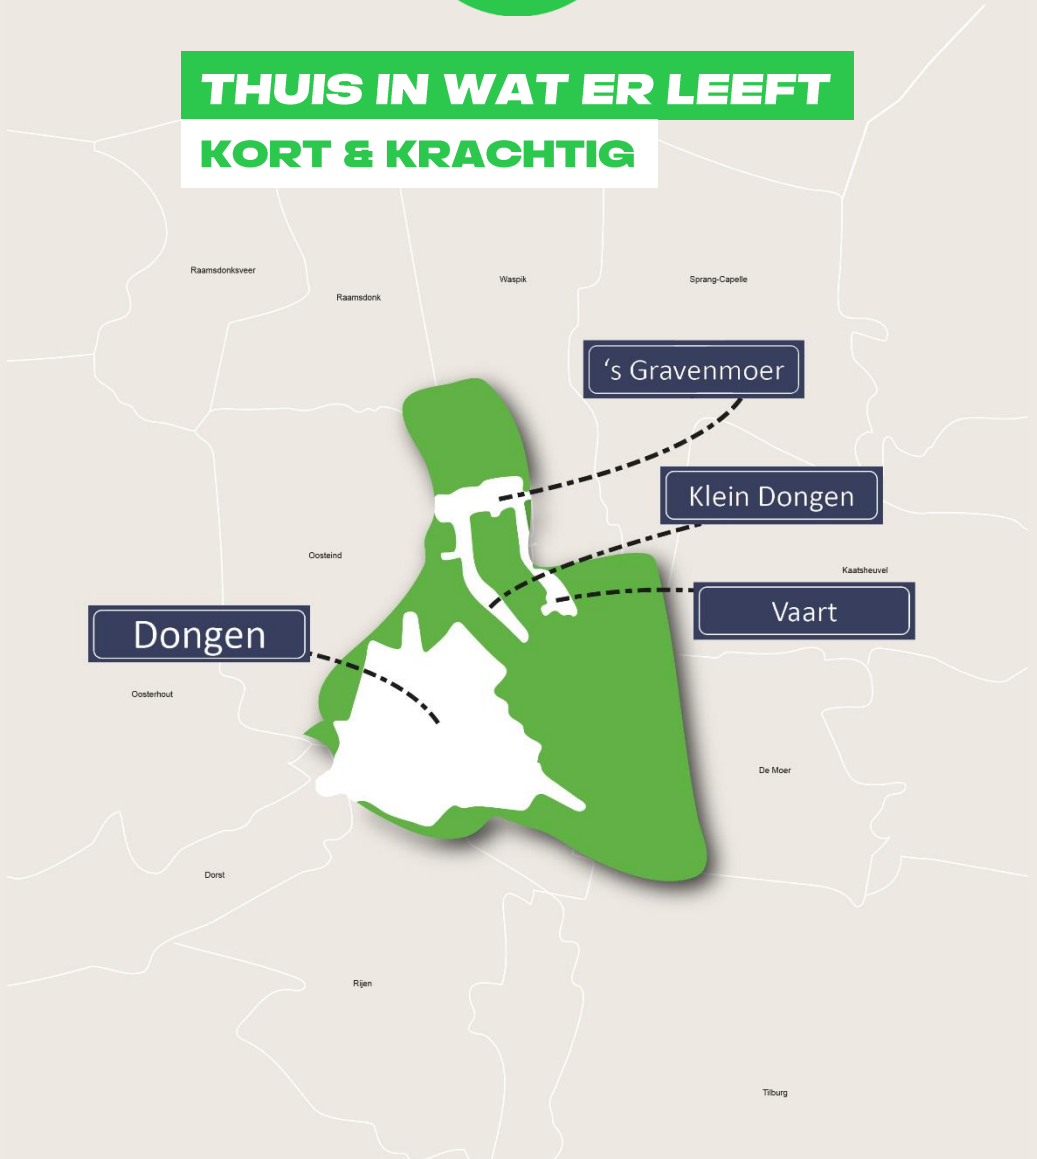 THUIS IN WAT ER LEEFT
KORT & KRACHTIG
Raamsdonksveer
Raamsdonk
Waspik
Sprang-Capelle
‘s Gravenmoer
Klein Dongen
Oosteind
Kaatsheuvel
Vaart
Dongen
Oosterhout
De Moer
Dorst
Rijen
Tilburg